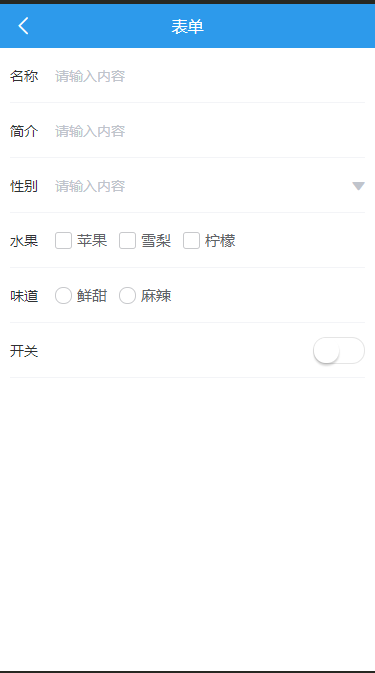 表单
名称 请输入内容
简介 请输入内容
性别 请输入内容
水果 苹果 雪梨 柠檬
味道 鲜甜 麻辣
开关